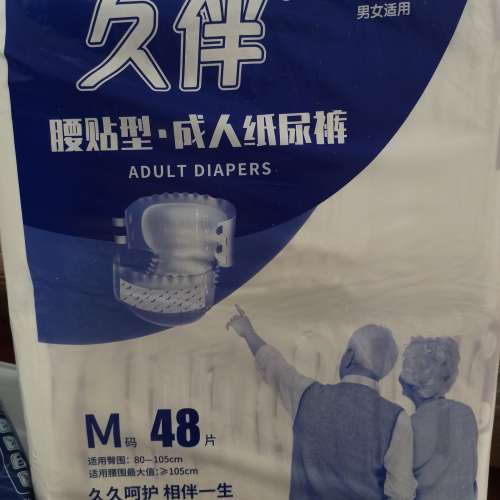 男女适用
久伴
腰贴型·成人纸尿裤
ADULT DIAPERS
M码 48片
适用臀围：80—105cm
适用腰围最大值：≥105cm
久久呵护 相伴一生